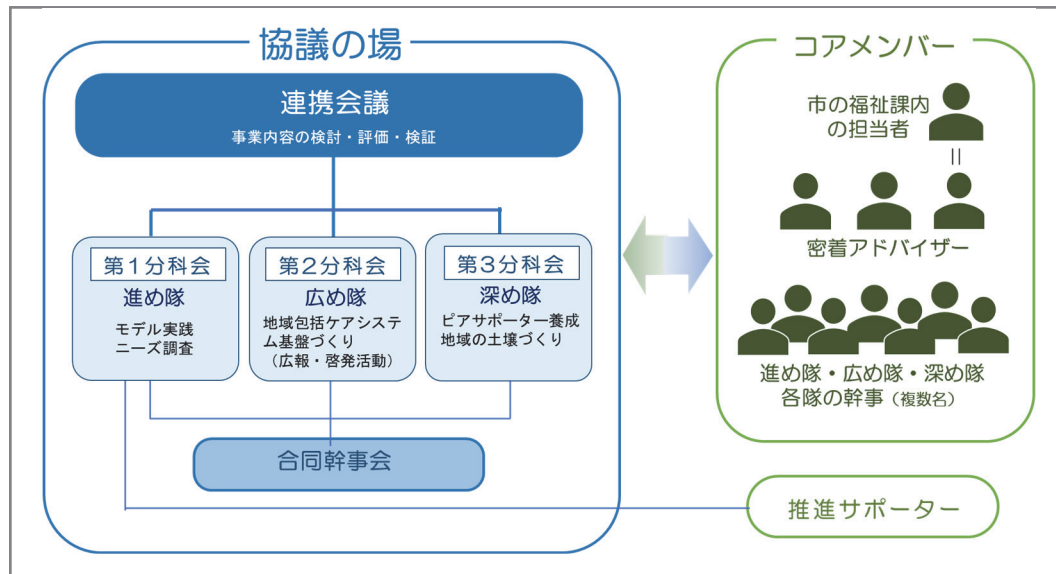 協議の場
連携会議
事業内容の検討・評価・検証
第1分科会
進め隊
モデル実践
ニーズ調査
第2分科会
広め隊
地域包括ケアシステ
ム基盤づくり
（広報・啓発活動）
第3分科会
深め隊
ピアサポーター養成
地域の土壌づくり
合同幹事会
コアメンバー
市の福祉課内
の担当者
＝
密着アドバイザー
進め隊・広め隊・深め隊
各隊の幹事（複数名）
推進サポーター